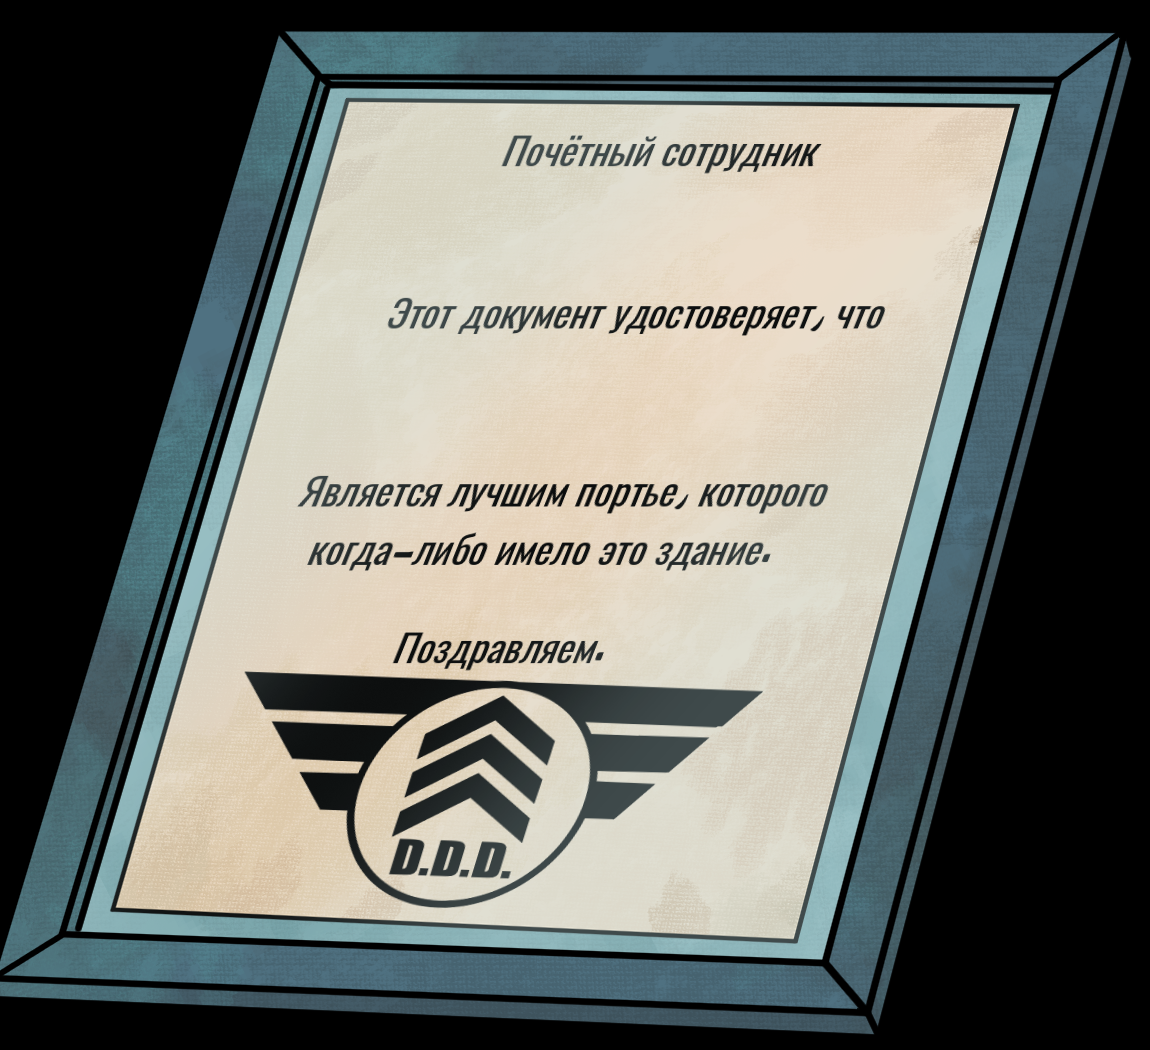 Почётный сотрудник
Этот документ удостоверяет, что
Является лучшим портье, которого
когда-либо имело это здание.
Поздравляем.
D.D.D.